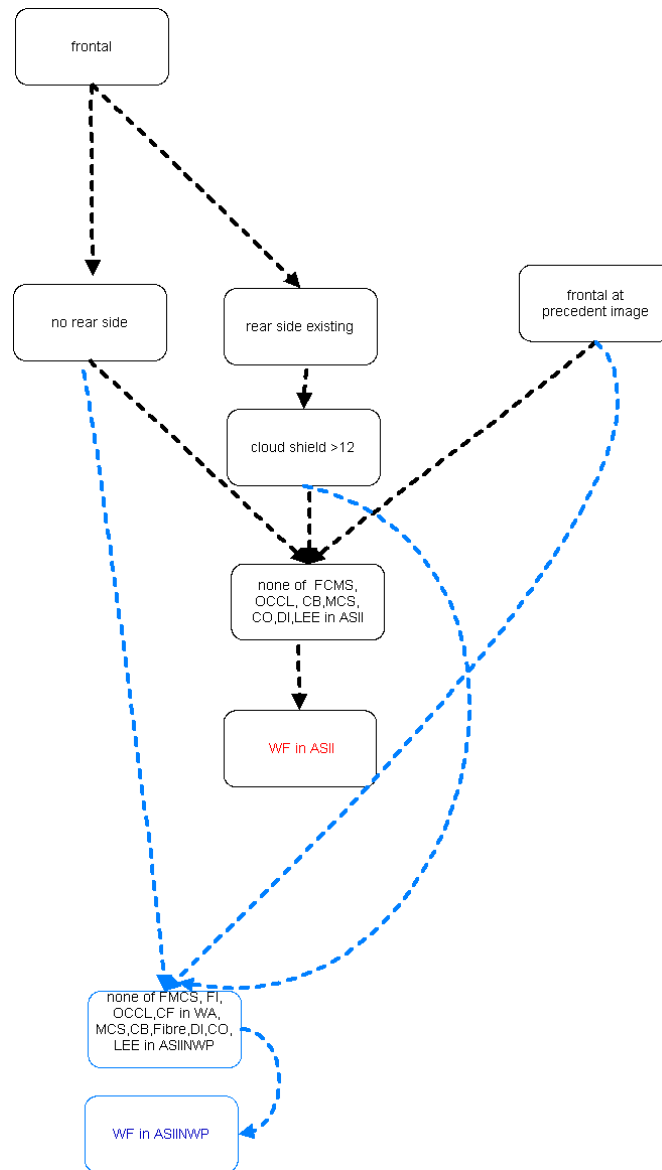 frontal
no rear side
rear side existing
frontal at
precedent image
cloud shield >12
none of  FCMS,
OCCL, CB,MCS,
CO,DI,LEE in ASII
WF in ASII
none of FMCS, FI,
OCCL,CF in WA,
MCS,CB,Fibre,DI,CO,
LEE in ASIINWP
WF in ASIINWP